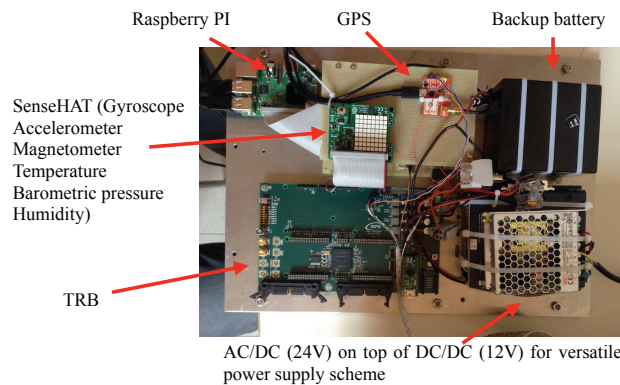 Raspberry PI
GPS
Backup battery
SenseHAT (Gyroscope
Accelerometer
Magnetometer
Temperature
Barometric pressure
Humidity)
TRB
AC/DC (24V) on top of DC/DC (12V) for versatile
power supply scheme